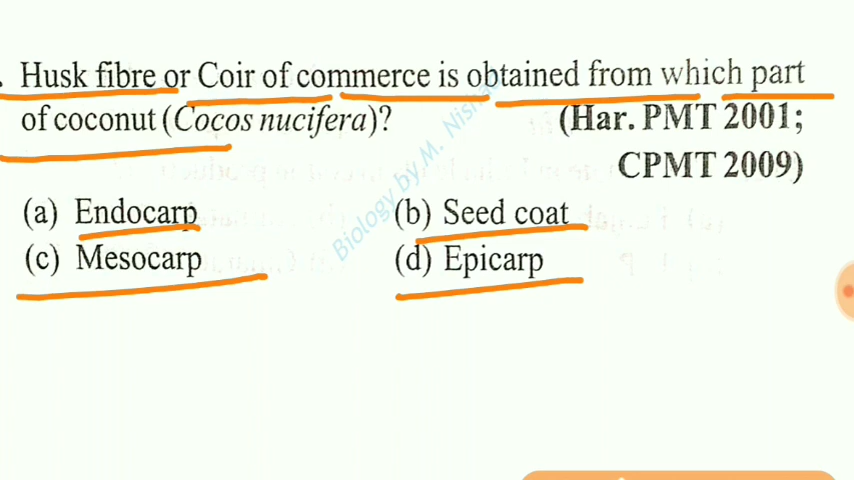 Husk fibre or Coir of commerce is obtained from which part
of coconut (Cocos nucifera)? (Har. PMT 2001;
CPMT 2009)
(a) Endocarp (b) Seed coat
(c) Mesocarp (d) Epicarp
Biology by M.